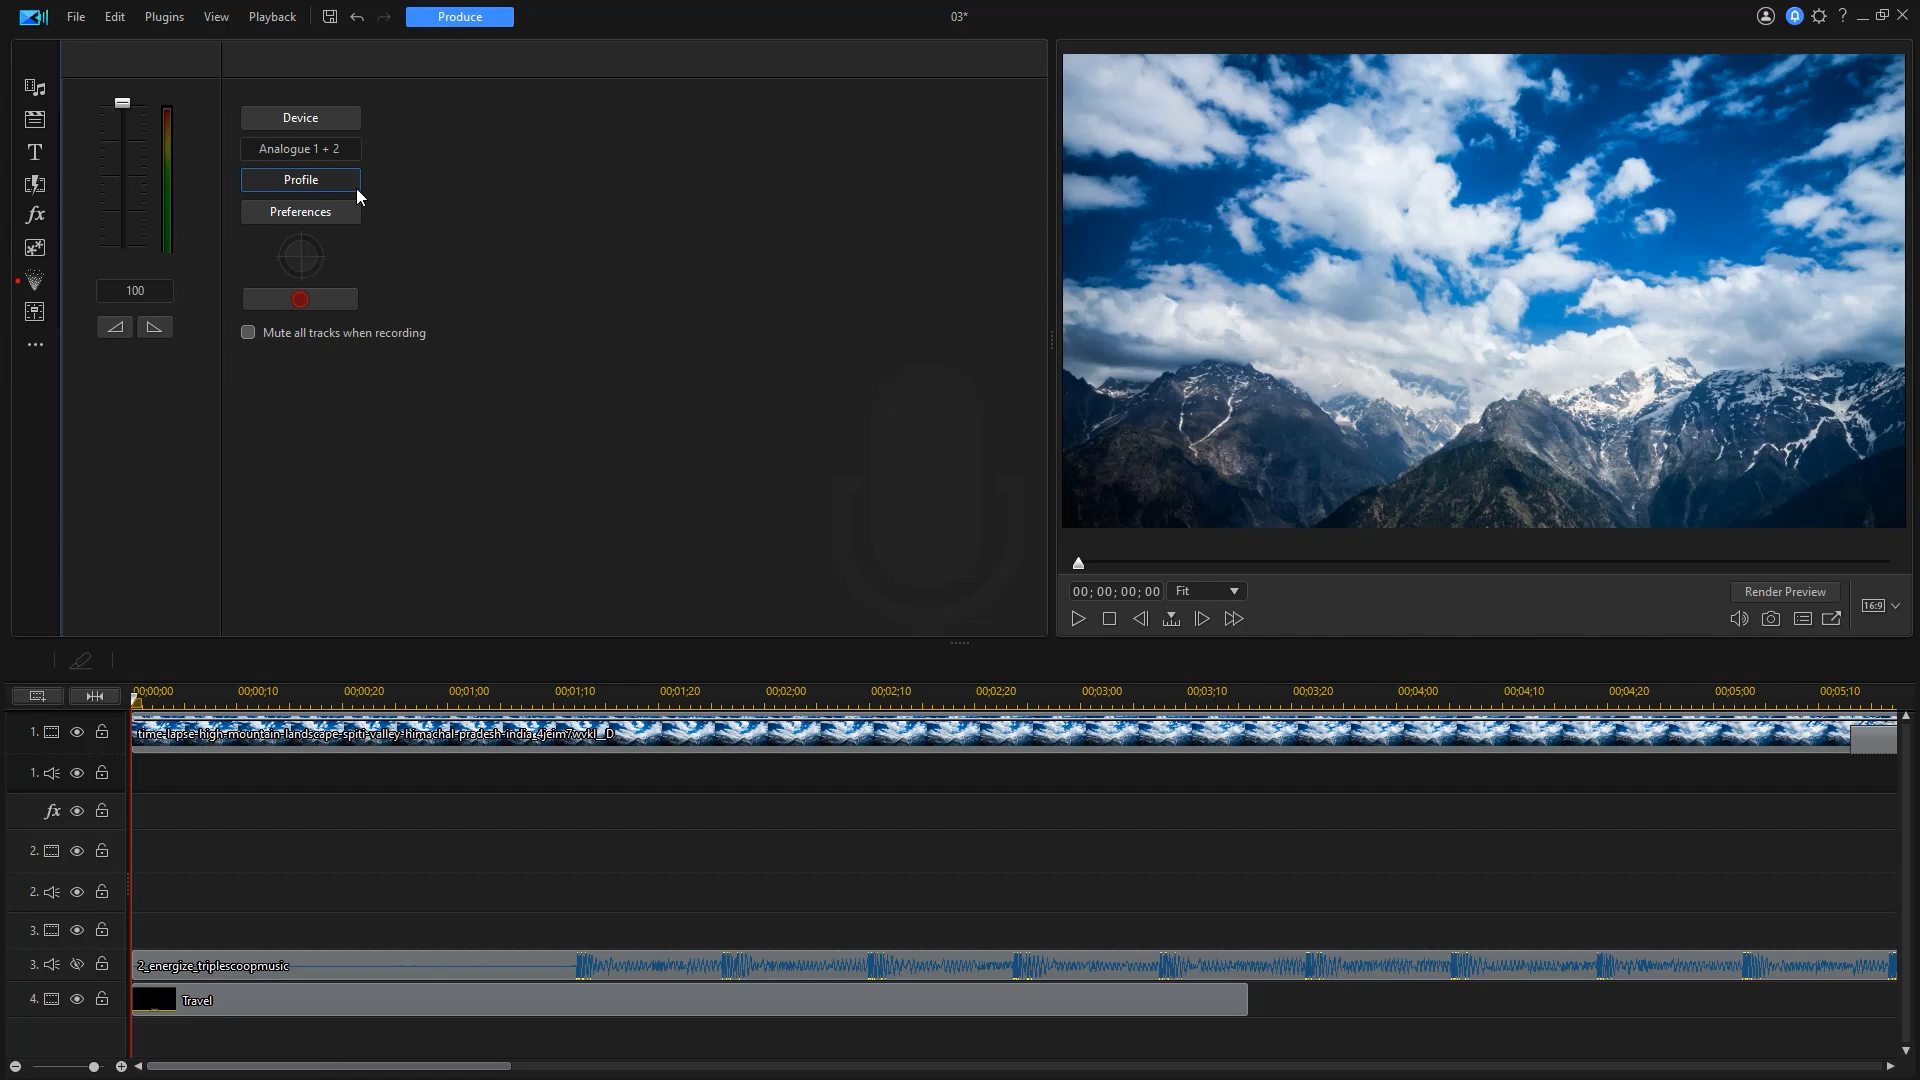 File Edit Plugins View Playback Produce 03* ?
Device
Analogue 1 + 2
Profile
Preferences
100
Mute all tracks when recording
00; 00; 00; 00 Fit Render Preview
16:9
00;00;00 00;00;10 00;00;20 00;01;00 00;01;10 00;01;20 00;02;00 00;02;10 00;02;20 00;03;00 00;03;10 00;03;20 00;04;00 00;04;10 00;04;20 00;05;00 00;05;10
1. time-lapse-high-mountain-landscape-spiti-valley-himachal-pradesh-india_4jeim7wvkl__D
1.
fx
2.
2.
3.
3. 2_energize_triplescoopmusic
4. Travel